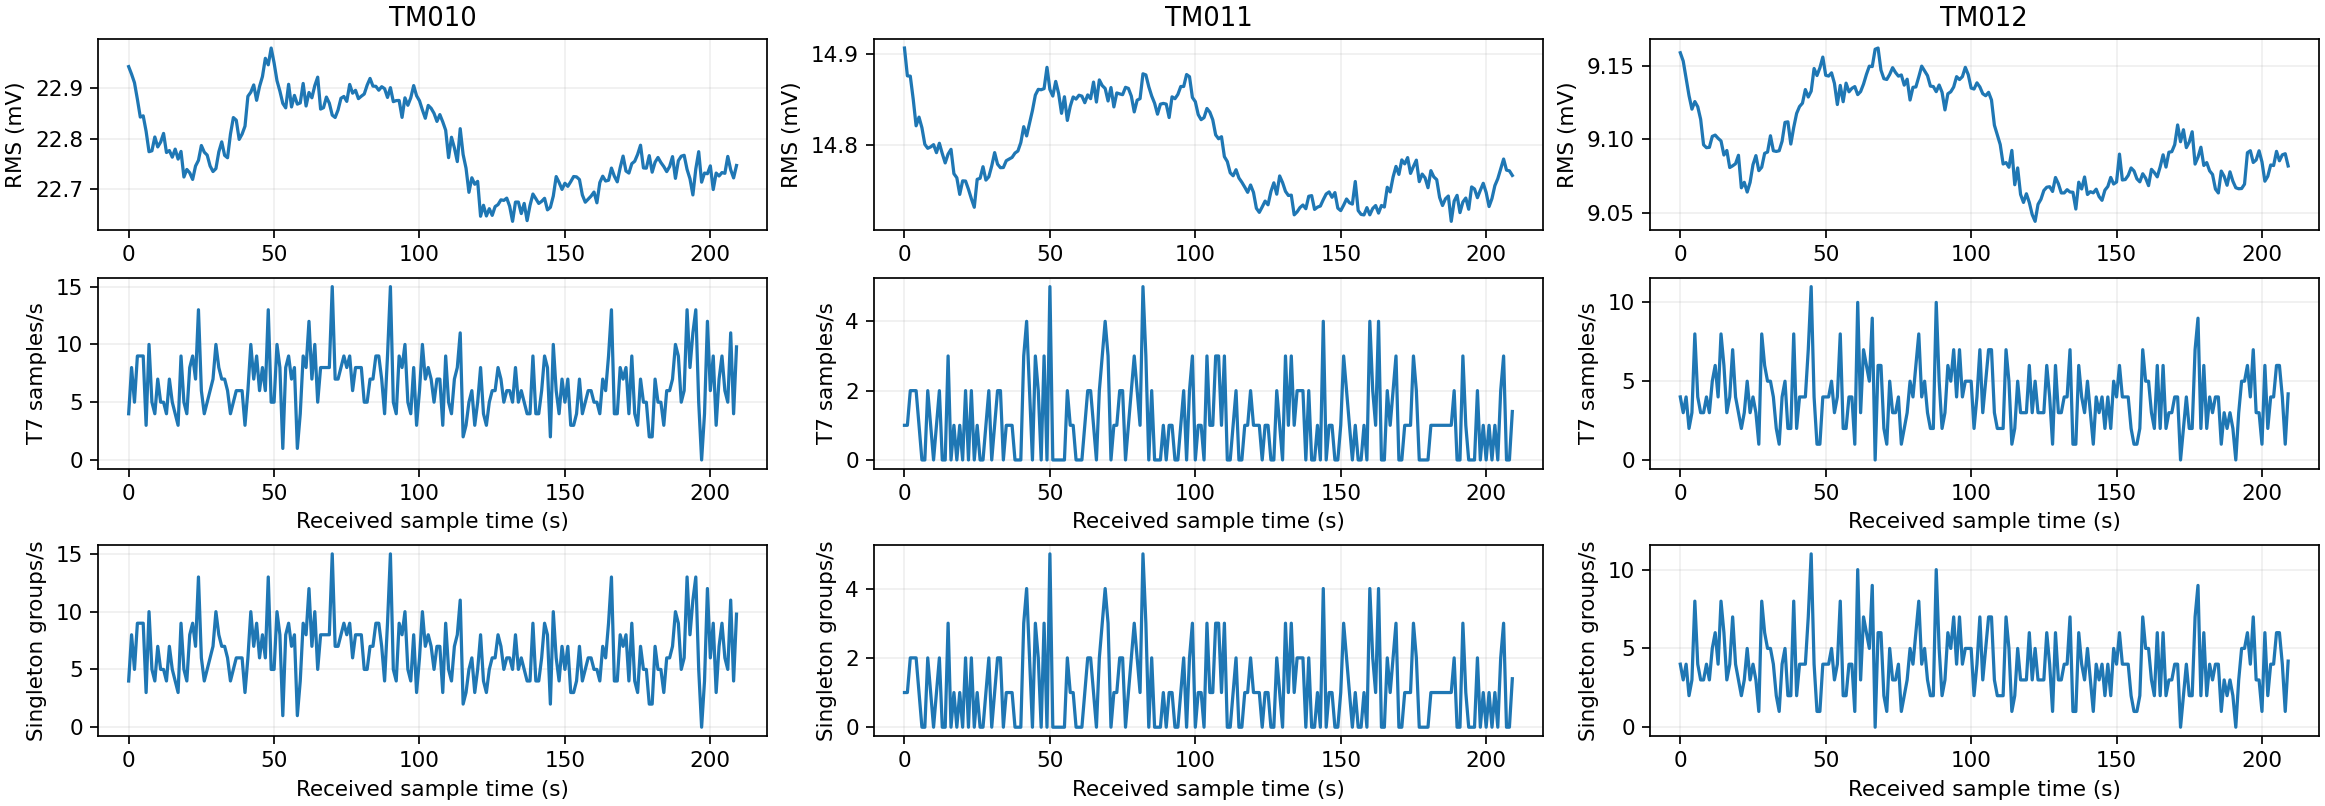 TM010 TM011 TM012
RMS (mV) RMS (mV) RMS (mV)
22.9 14.9 9.15
22.8 14.8 9.10
22.7 9.05
0 50 100 150 200 0 50 100 150 200 0 50 100 150 200
T7 samples/s T7 samples/s T7 samples/s
15 4 10
10 2 5
5 0 0
0
0 50 100 150 200 0 50 100 150 200 0 50 100 150 200
Received sample time (s) Received sample time (s) Received sample time (s)
Singleton groups/s Singleton groups/s Singleton groups/s
15 4 10
10 2 5
5 0 0
0
0 50 100 150 200 0 50 100 150 200 0 50 100 150 200
Received sample time (s) Received sample time (s) Received sample time (s)